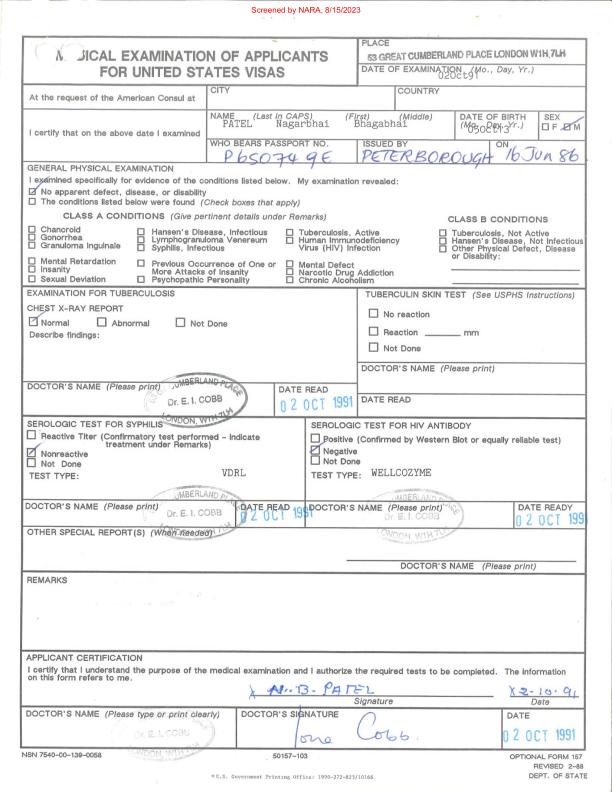 Screened by NARA, 8/15/2023
ICAL EXAMINATION OF APPLICANTS
FOR UNITED STATES VISAS
PLACE
53 GREAT CUMBERLAND PLACE LONDON W1H 7LH
DATE OF EXAMINATION (Mo., Day, Yr.)
02Oct91
At the request of the American Consul at
CITY
COUNTRY
I certify that on the above date I examined
NAME (Last in CAPS) (First) (Middle)
PATEL Nagarbhai Bhagabhai
DATE OF BIRTH
(Mo., Day, Yr.)
SEX
F M
WHO BEARS PASSPORT NO.
P650749E
ISSUED BY
PETERBOROUGH
ON
16 Jun 86
GENERAL PHYSICAL EXAMINATION
I examined specifically for evidence of the conditions listed below. My examination revealed:
No apparent defect, disease, or disability
The conditions listed below were found (Check boxes that apply)
CLASS A CONDITIONS (Give pertinent details under Remarks)
Chancroid
Gonorrhea
Granuloma Inguinale
Hansen's Disease, Infectious
Lymphogranuloma Venereum
Syphilis, Infectious
Tuberculosis, Active
Human Immunodeficiency
Virus (HIV) Infection
Mental Retardation
Insanity
Sexual Deviation
Previous Occurrence of One or
More Attacks of Insanity
Psychopathic Personality
Mental Defect
Narcotic Drug Addiction
Chronic Alcoholism
CLASS B CONDITIONS
Tuberculosis, Not Active
Hansen's Disease, Not Infectious
Other Physical Defect, Disease
or Disability:
EXAMINATION FOR TUBERCULOSIS
CHEST X-RAY REPORT
Normal Abnormal Not Done
Describe findings:
DOCTOR'S NAME (Please print)
CUMBERLAND PLACE
Dr. E. I. COBB
LONDON, W1H 7LH
DATE READ
02 OCT 1991
TUBERCULIN SKIN TEST (See USPHS Instructions)
No reaction
Reaction mm
Not Done
DOCTOR'S NAME (Please print)
DATE READ
SEROLOGIC TEST FOR SYPHILIS
Reactive Titer (Confirmatory test performed - Indicate
treatment under Remarks)
Nonreactive
Not Done
TEST TYPE: VDRL
DOCTOR'S NAME (Please print)
UMBERLAND PLACE
Dr. E. I. COBB
LONDON, W1H 7LH
DATE READ
02 OCT 1991
SEROLOGIC TEST FOR HIV ANTIBODY
Positive (Confirmed by Western Blot or equally reliable test)
Negative
Not Done
TEST TYPE: WELLCOZYME
DOCTOR'S NAME (Please print)
UMBERLAND
Dr. E. I. COBB
LONDON, W1H 7LH
DATE READY
02 OCT 1991
OTHER SPECIAL REPORT(S) (When needed)
DOCTOR'S NAME (Please print)
REMARKS
APPLICANT CERTIFICATION
I certify that I understand the purpose of the medical examination and I authorize the required tests to be completed. The information
on this form refers to me.
X N.B. PATEL
Signature
X 2-10-91
Date
DOCTOR'S NAME (Please type or print clearly)
Dr. E. I. COBB
LONDON, W1H 7LH
DOCTOR'S SIGNATURE
Cobb.
DATE
02 OCT 1991
NSN 7540-00-139-0058
50157-103
OPTIONAL FORM 157
REVISED 2-88
DEPT. OF STATE
*U.S. Government Printing Office: 1990-272-823/10166